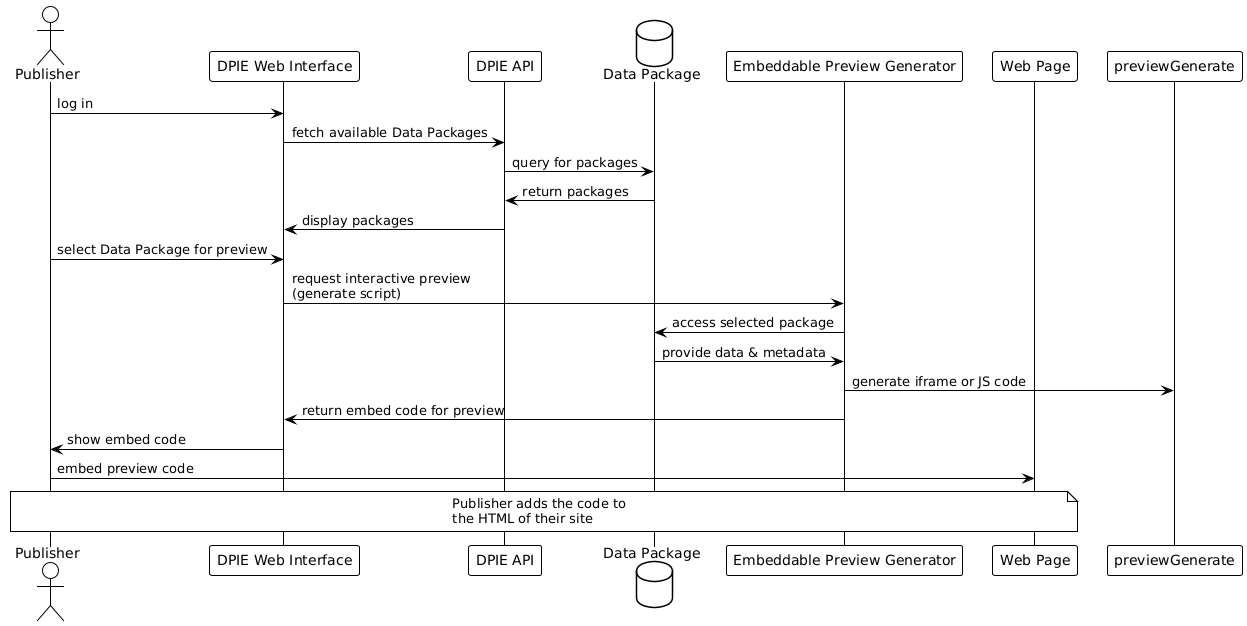 Publisher
DPIE Web Interface
DPIE API
Data Package
Embeddable Preview Generator
Web Page
previewGenerate
log in
fetch available Data Packages
query for packages
return packages
display packages
select Data Package for preview
request interactive preview
(generate script)
access selected package
provide data & metadata
generate iframe or JS code
return embed code for preview
show embed code
embed preview code
Publisher adds the code to
the HTML of their site
Publisher
DPIE Web Interface
DPIE API
Data Package
Embeddable Preview Generator
Web Page
previewGenerate